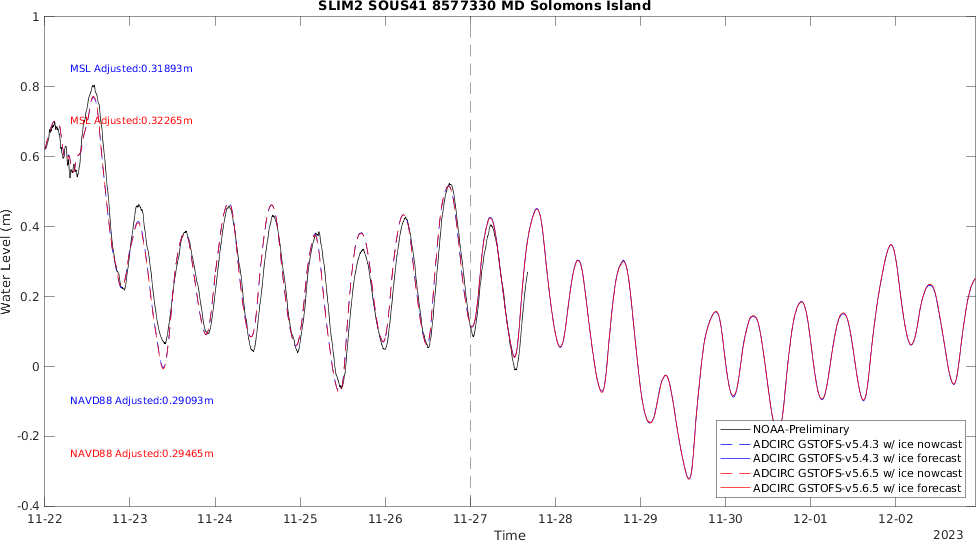 SLIM2 SOUS41 8577330 MD Solomons Island
1
0.8
0.6
0.4
0.2
0
-0.2
-0.4
Water Level (m)
MSL Adjusted:0.31893m
MSL Adjusted:0.32265m
NAVD88 Adjusted:0.29093m
NAVD88 Adjusted:0.29465m
NOAA-Preliminary
ADCIRC GSTOFS-v5.4.3 w/ ice nowcast
ADCIRC GSTOFS-v5.4.3 w/ ice forecast
ADCIRC GSTOFS-v5.6.5 w/ ice nowcast
ADCIRC GSTOFS-v5.6.5 w/ ice forecast
11-22 11-23 11-24 11-25 11-26 11-27 11-28 11-29 11-30 12-01 12-02
Time
2023